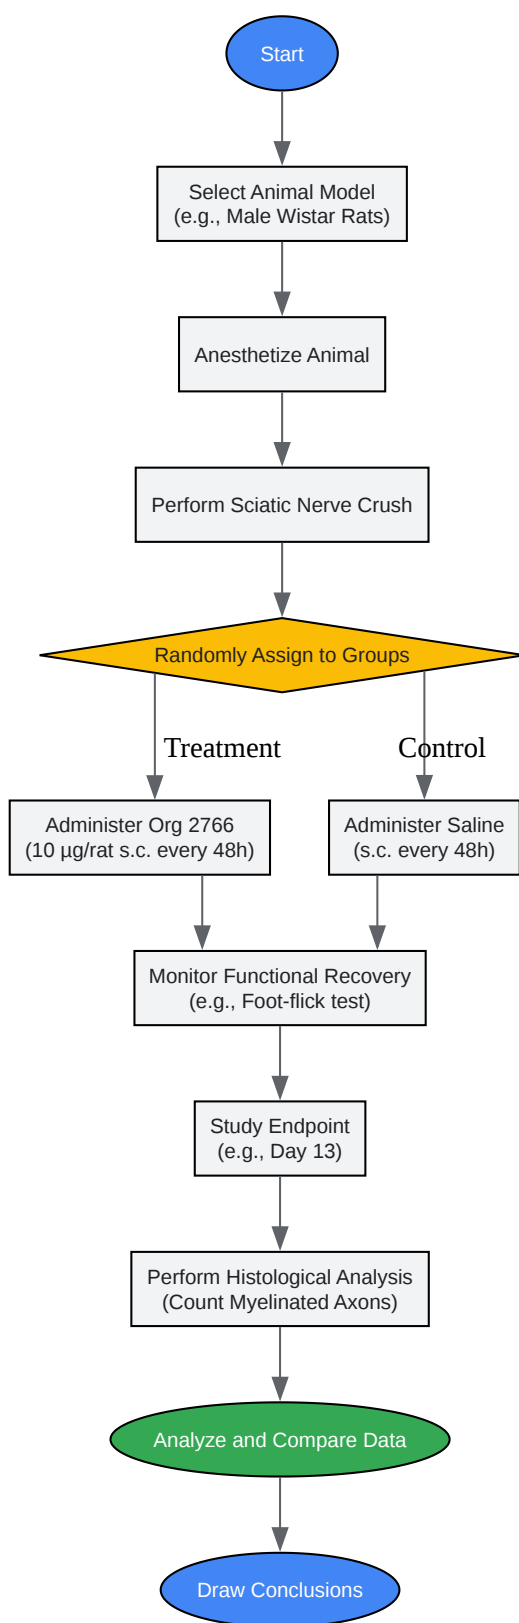 Start
Select Animal Model
(e.g., Male Wistar Rats)
Anesthetize Animal
Perform Sciatic Nerve Crush
Randomly Assign to Groups
Treatment
Control
Administer Org 2766
(10 µg/rat s.c. every 48h)
Administer Saline
(s.c. every 48h)
Monitor Functional Recovery
(e.g., Foot-flick test)
Study Endpoint
(e.g., Day 13)
Perform Histological Analysis
(Count Myelinated Axons)
Analyze and Compare Data
Draw Conclusions